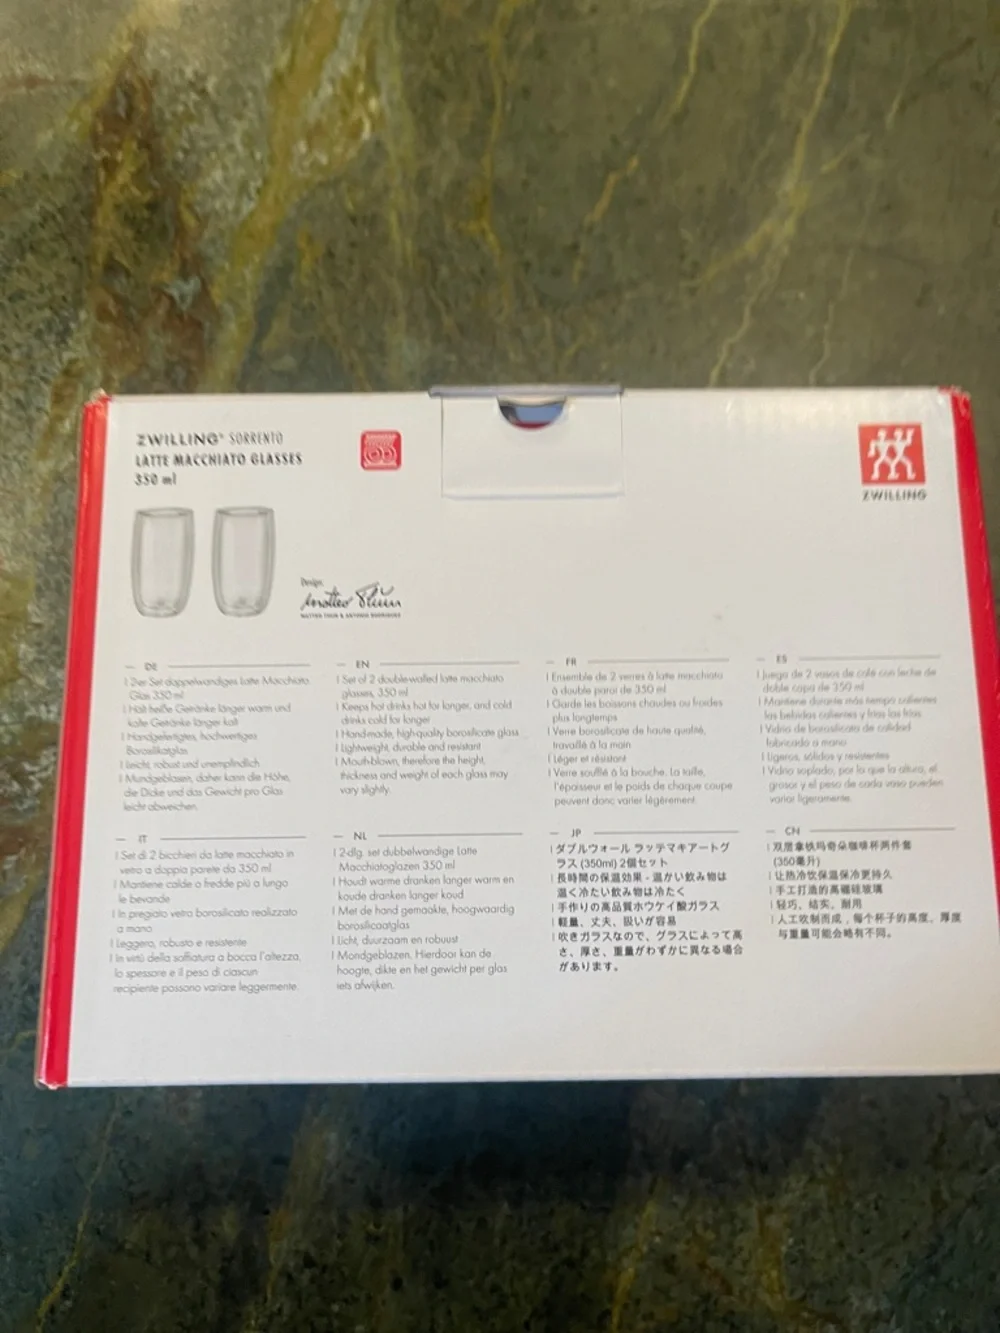 ZWILLING® SORRENTO
LATTE MACCHIATO GLASSES
350 ml
ZWILLING
Design:
Matteo Thun
MATTEO THUN & ANTONIO RODRIGUEZ
DE
| 2-er Set doppelwandiges Latte Macchiato
Glas 350 ml
| Hält heiße Getränke länger warm und
kalte Getränke länger kalt
| Handgefertigtes, hochwertiges
Borosilikatglas
| Leicht, robust und unempfindlich
| Mundgeblasen, daher kann die Höhe,
die Dicke und das Gewicht pro Glas
leicht abweichen.
EN
| Set of 2 double-walled latte macchiato
glasses, 350 ml
| Keeps hot drinks hot for longer, and cold
drinks cold for longer
| Hand-made, high-quality borosilicate glass
| Lightweight, durable and resistant
| Mouth-blown, therefore the height,
thickness and weight of each glass may
vary slightly.
FR
| Ensemble de 2 verres à latte macchiato
à double paroi de 350 ml
| Garde les boissons chaudes ou froides
plus longtemps
| Verre borosilicate de haute qualité,
travaillé à la main
| Léger et résistant
| Verre soufflé à la bouche. La taille,
l'épaisseur et le poids de chaque coupe
peuvent donc varier légèrement.
ES
| Juego de 2 vasos de café con leche de
doble capa de 350 ml
| Mantiene durante más tiempo calientes
las bebidas calientes y frías las frías
| Vidrio de borosilicato de calidad
fabricado a mano
| Ligeros, sólidos y resistentes
| Vidrio soplado, por lo que la altura, el
grosor y el peso de cada vaso pueden
variar ligeramente.
IT
| Set di 2 bicchieri da latte macchiato in
vetro a doppia parete da 350 ml
| Mantiene calde o fredde più a lungo
le bevande
| In pregiato vetro borosilicato realizzato
a mano
| Leggero, robusto e resistente
| In virtù della soffiatura a bocca l'altezza,
lo spessore e il peso di ciascun
recipiente possono variare leggermente.
NL
| 2-dlg. set dubbelwandige Latte
Macchiatoglazen 350 ml
| Houdt warme dranken langer warm en
koude dranken langer koud
| Met de hand gemaakte, hoogwaardig
borosilicaatglas
| Licht, duurzaam en robuust
| Mondgeblazen. Hierdoor kan de
hoogte, dikte en het gewicht per glas
iets afwijken.
JP
| ダブルウォール ラッテマキアートグ
ラス (350ml) 2個セット
| 長時間の保温効果 - 温かい飲み物は
温く冷たい飲み物は冷たく
| 手作りの高品質ホウケイ酸ガラス
| 軽量、丈夫、扱いが容易
| 吹きガラスなので、グラスによって高
さ、厚さ、重量がわずかに異なる場合
があります。
CN
| 双层拿铁玛奇朵咖啡杯两件套
(350毫升)
| 让热冷饮保温保冷更持久
| 手工打造的高硼硅玻璃
| 轻巧、结实、耐用
| 人工吹制而成，每个杯子的高度、厚度
与重量可能会略有不同。